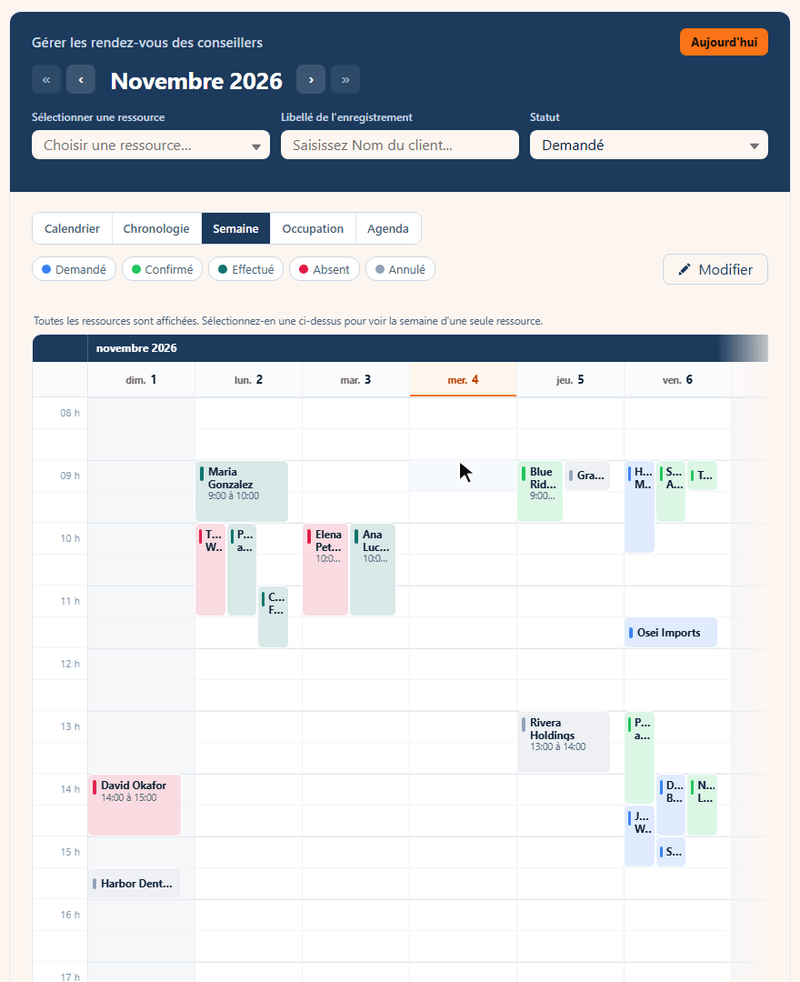 Gérer les rendez-vous des conseillers
Aujourd'hui
« ‹ Novembre 2026 › »
Sélectionner une ressource
Libellé de l'enregistrement
Statut
Choisir une ressource...
Saisissez Nom du client...
Demandé
Calendrier
Chronologie
Semaine
Occupation
Agenda
Demandé
Confirmé
Effectué
Absent
Annulé
Modifier
Toutes les ressources sont affichées. Sélectionnez-en une ci-dessus pour voir la semaine d'une seule ressource.
novembre 2026
dim. 1
lun. 2
mar. 3
mer. 4
jeu. 5
ven. 6
08 h
09 h
Maria
Gonzalez
9:00 à 10:00
Blue
Rid...
9:00...
Gra...
H...
M...
S...
A...
T...
10 h
T...
W...
P...
a...
Elena
Pet...
10:0...
Ana
Luc...
10:0...
11 h
C...
F...
Osei Imports
12 h
13 h
Rivera
Holdings
13:00 à 14:00
P...
a...
14 h
David Okafor
14:00 à 15:00
D...
B...
N...
L...
J...
W...
15 h
S...
Harbor Dent...
16 h
17 h